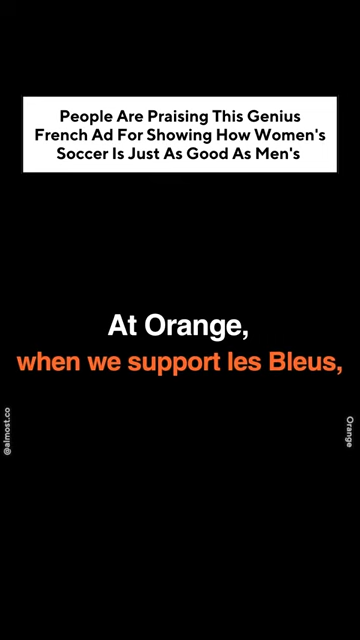 People Are Praising This Genius
French Ad For Showing How Women's
Soccer Is Just As Good As Men's
At Orange,
when we support les Bleus,
@almost.co
Orange